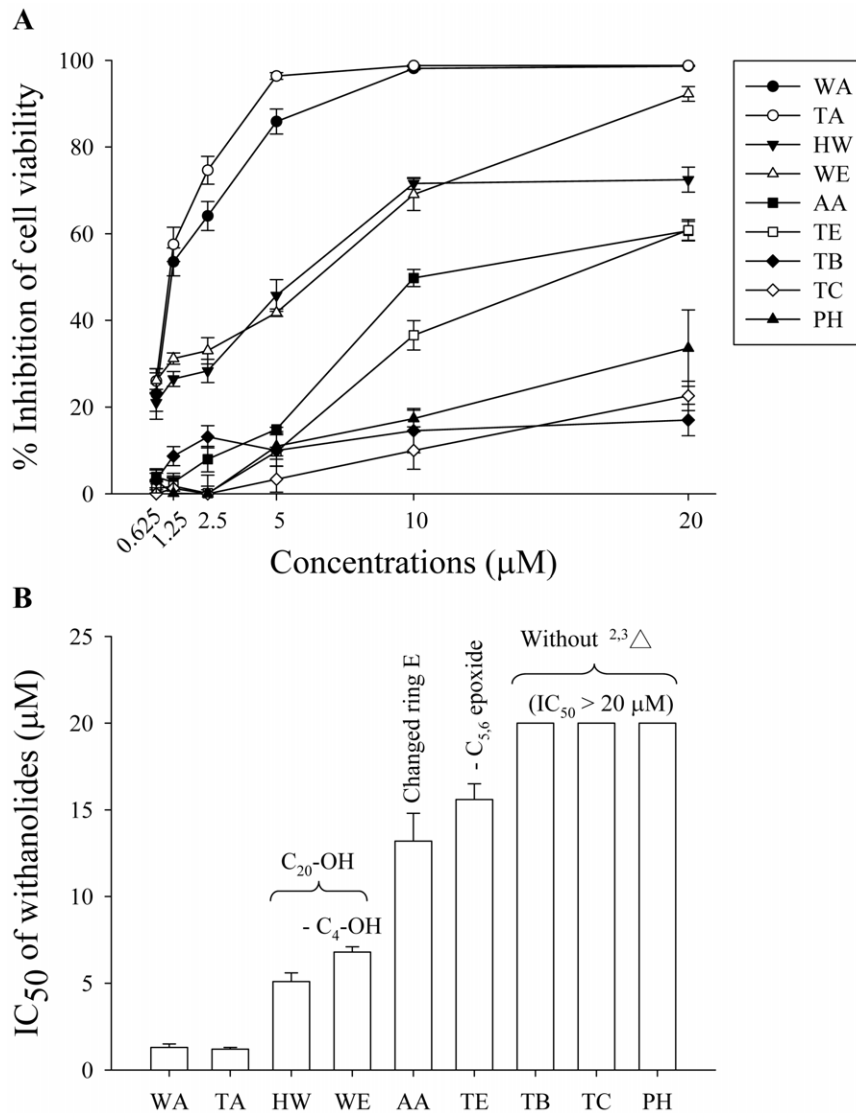 A
% Inhibition of cell viability
100
80
60
40
20
0
0.625
1.25
2.5
5
10
20
Concentrations (μM)
WA
TA
HW
WE
AA
TE
TB
TC
PH
B
IC50 of withanolides (μM)
25
20
15
10
5
0
C20-OH
- C4-OH
Changed ring E
- C5,6 epoxide
Without 2,3△
(IC50 > 20 μM)
WA TA HW WE AA TE TB TC PH